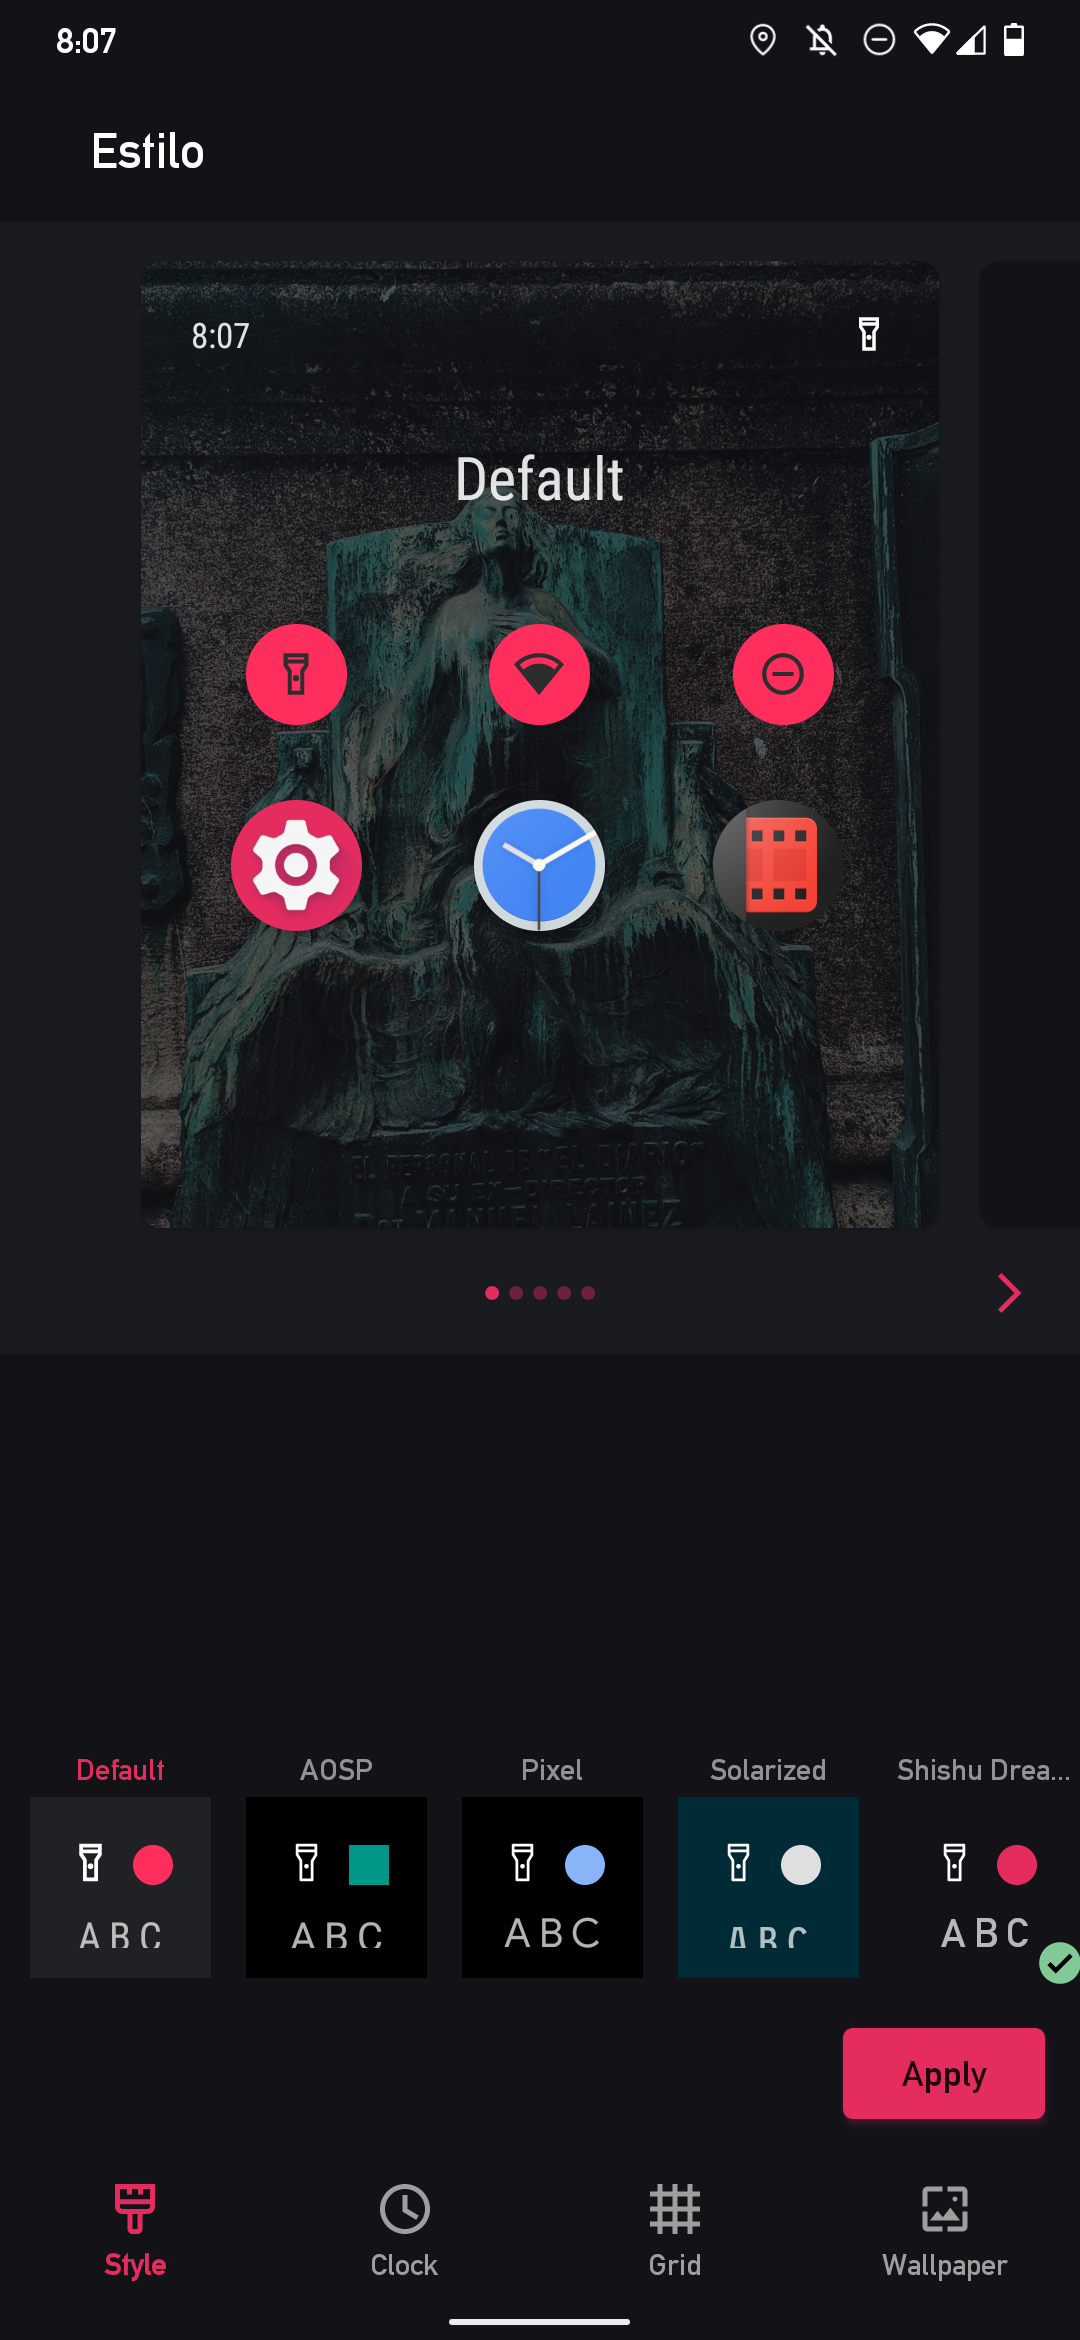 8:07
Estilo
8:07
Default
EL PERSONAL DE "EL DIARIO"
A SU EX-DIRECTOR
Dor MANUEL LAINEZ
Default
AOSP
Pixel
Solarized
Shishu Drea...
ABC
ABC
ABC
ABC
ABC
Apply
Style
Clock
Grid
Wallpaper